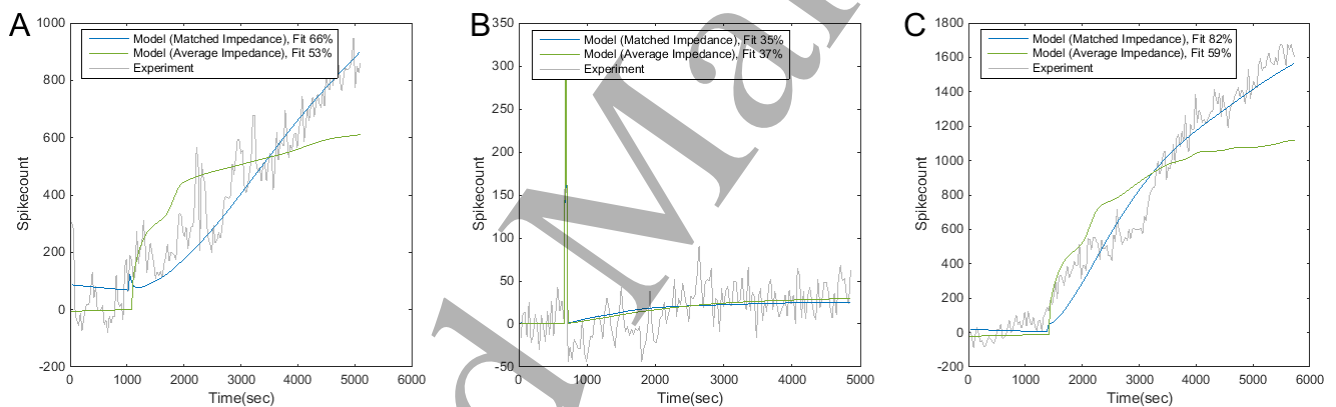 A
Model (Matched Impedance), Fit 66%
Model (Average Impedance), Fit 53%
Experiment
1000
800
600
400
200
0
-200
Spikecount
0 1000 2000 3000 4000 5000 6000
Time(sec)
B
Model (Matched Impedance), Fit 35%
Model (Average Impedance), Fit 37%
Experiment
350
300
250
200
150
100
50
0
-50
Spikecount
0 1000 2000 3000 4000 5000
Time(sec)
C
Model (Matched Impedance), Fit 82%
Model (Average Impedance), Fit 59%
Experiment
1800
1600
1400
1200
1000
800
600
400
200
0
-200
Spikecount
0 1000 2000 3000 4000 5000 6000
Time(sec)
d Ma